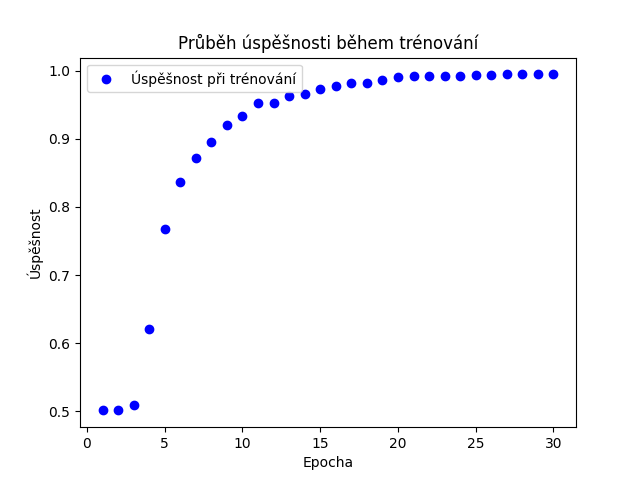 Průběh úspěšnosti během trénování
Úspěšnost při trénování
1.0
0.9
0.8
0.7
0.6
0.5
Úspěšnost
0 5 10 15 20 25 30
Epocha